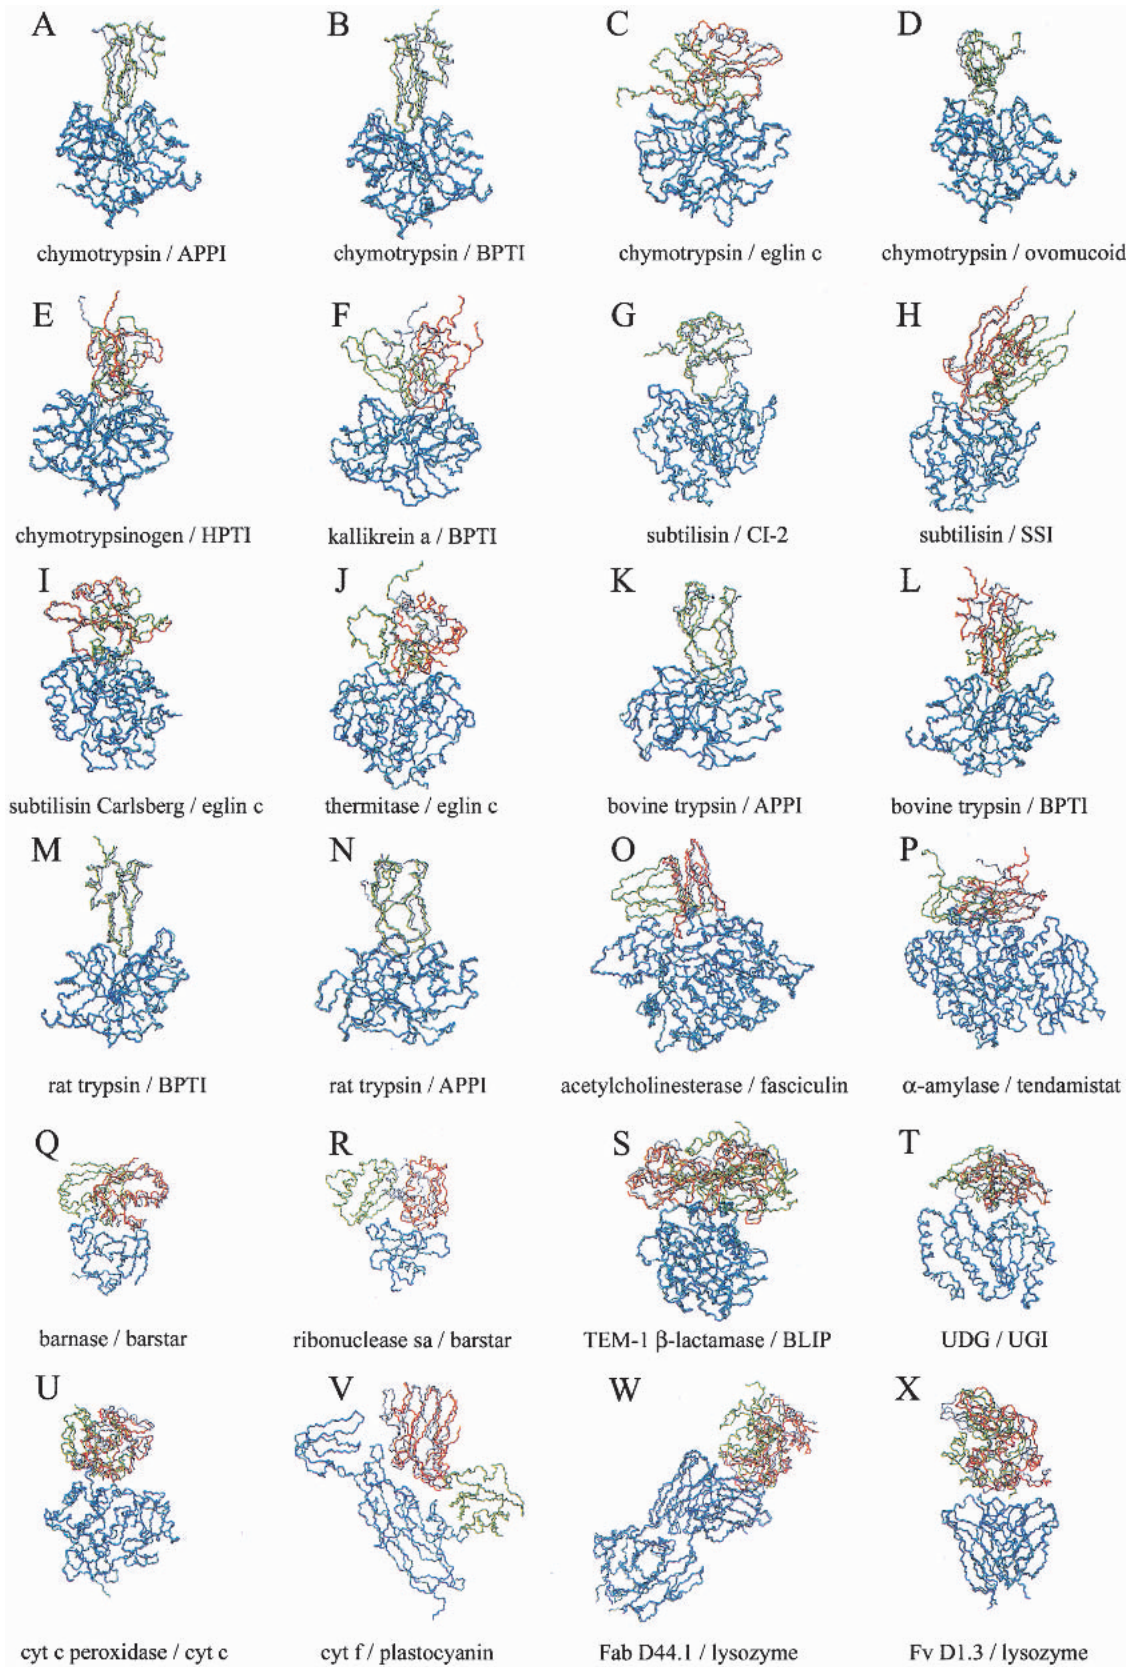 A B C D
chymotrypsin / APPI chymotrypsin / BPTI chymotrypsin / eglin c chymotrypsin / ovomucoid
E F G H
chymotrypsinogen / HPTI kallikrein a / BPTI subtilisin / CI-2 subtilisin / SSI
I J K L
subtilisin Carlsberg / eglin c thermitase / eglin c bovine trypsin / APPI bovine trypsin / BPTI
M N O P
rat trypsin / BPTI rat trypsin / APPI acetylcholinesterase / fasciculin α-amylase / tendamistat
Q R S T
barnase / barstar ribonuclease sa / barstar TEM-1 β-lactamase / BLIP UDG / UGI
U V W X
cyt c peroxidase / cyt c cyt f / plastocyanin Fab D44.1 / lysozyme Fv D1.3 / lysozyme